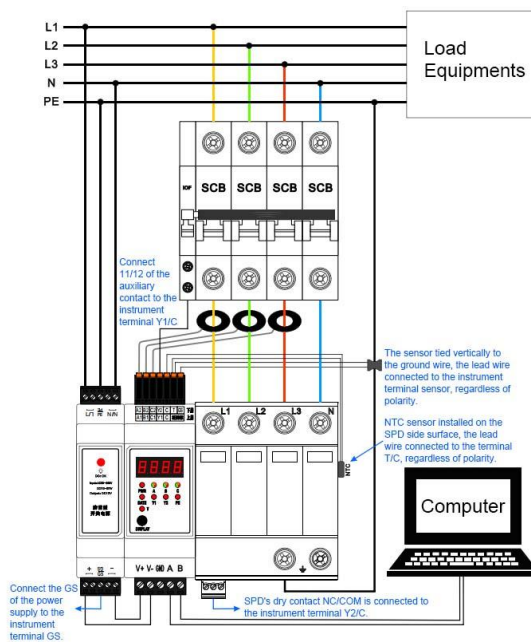 L1
L2
L3
N
PE
Load
Equipments
IOF
SCB
SCB
SCB
SCB
Connect
11/12 of the
auxiliary
contact to the
instrument
terminal Y1/C
The sensor tied vertically to
the ground wire, the lead wire
connected to the instrument
terminal sensor, regardless of
polarity.
NTC sensor installed on the
SPD side surface, the lead
wire connected to the terminal
T/C, regardless of polarity.
L1
L2
L3
N
NTC
8888
DISPLAY
Computer
+
GS
-
V+
V-
GND
A
B
Connect the GS
of the power
supply to the
instrument
terminal GS.
SPD's dry contact NC/COM is connected to
the instrument terminal Y2/C.